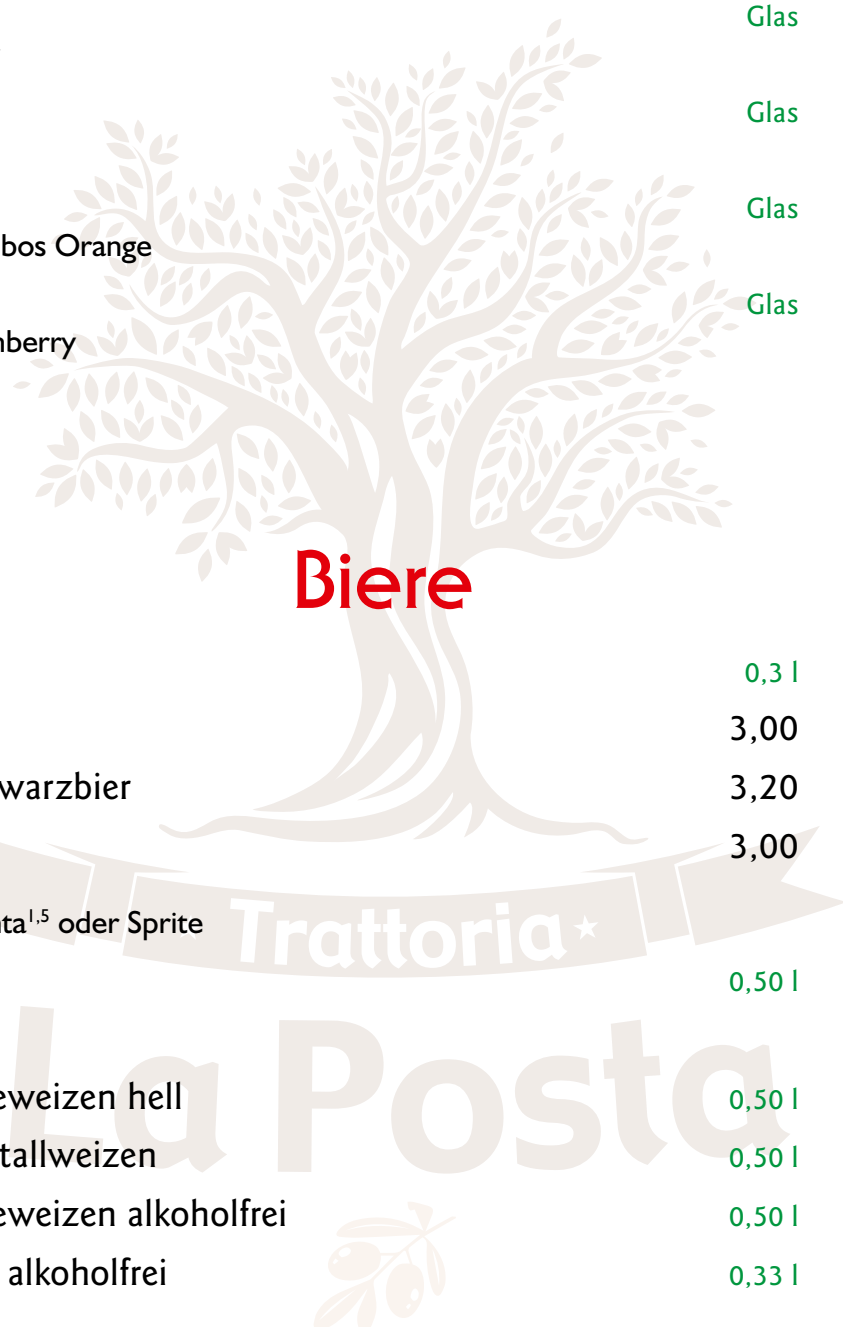 Glas
Glas
Glas
bos Orange
Glas
nberry
Biere
0,3 l
3,00
warzbier 3,20
3,00
nta1,5 oder Sprite
Trattoria
0,50 l
La Posta
eweizen hell 0,50 l
tallweizen 0,50 l
eweizen alkoholfrei 0,50 l
alkoholfrei 0,33 l